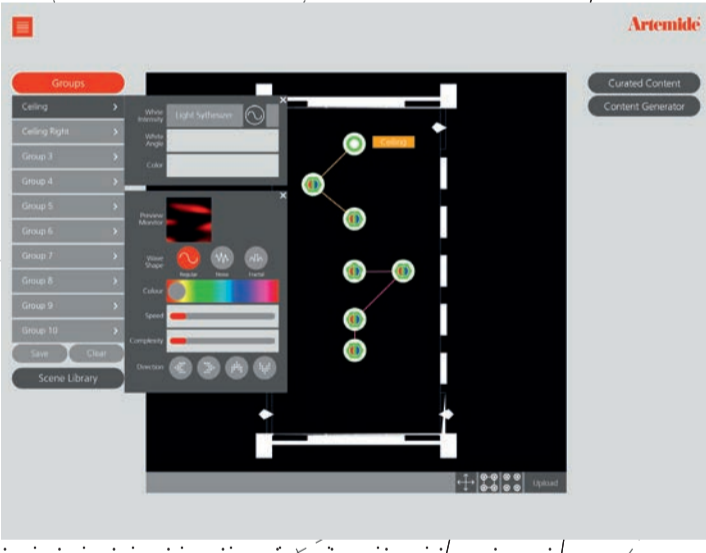 Artemide
Groups
Ceiling
Ceiling Right
Group 3
Group 4
Group 5
Group 6
Group 7
Group 8
Group 9
Group 10
Save
Clear
Scene Library
White
Intensity
Light Sythesizer
White
Angle
Color
Preview
Monitor
Wave
Shape
Regular
Noise
Fractal
Colour
Speed
Complexity
Direction
Ceiling
Upload
Curated Content
Content Generator